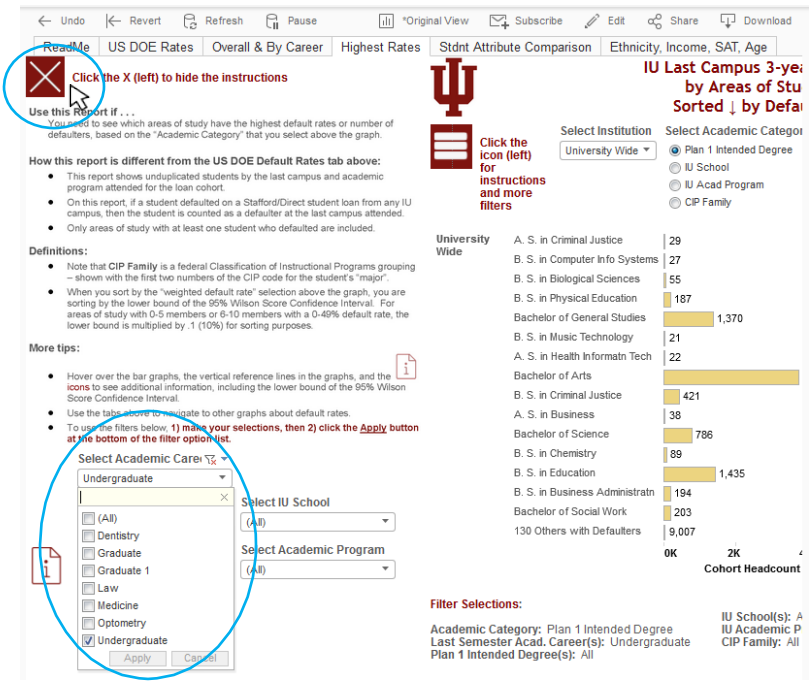 Undo Revert Refresh Pause *Original View Subscribe Edit Share Download
ReadMe US DOE Rates Overall & By Career Highest Rates Stdnt Attribute Comparison Ethnicity, Income, SAT, Age
Click the X (left) to hide the instructions
Use this Report if . . .
You need to see which areas of study have the highest default rates or number of
defaulters, based on the "Academic Category" that you select above the graph.
How this report is different from the US DOE Default Rates tab above:
• This report shows unduplicated students by the last campus and academic
program attended for the loan cohort.
• On this report, if a student defaulted on a Stafford/Direct student loan from any IU
campus, then the student is counted as a defaulter at the last campus attended.
• Only areas of study with at least one student who defaulted are included.
Definitions:
• Note that CIP Family is a federal Classification of Instructional Programs grouping
– shown with the first two numbers of the CIP code for the student's "major".
• When you sort by the "weighted default rate" selection above the graph, you are
sorting by the lower bound of the 95% Wilson Score Confidence Interval. For
areas of study with 0-5 members or 6-10 members with a 0-49% default rate, the
lower bound is multiplied by .1 (10%) for sorting purposes.
More tips:
• Hover over the bar graphs, the vertical reference lines in the graphs, and the
icons to see additional information, including the lower bound of the 95% Wilson
Score Confidence Interval.
• Use the tabs above to navigate to other graphs about default rates.
• To use the filters below, 1) make your selections, then 2) click the Apply button
at the bottom of the filter option list.
Select Academic Caree
Undergraduate
(All)
Dentistry
Graduate
Graduate 1
Law
Medicine
Optometry
Undergraduate
Apply Cancel
Select IU School
(All)
Select Academic Program
(All)
IU Last Campus 3-yea
by Areas of Stu
Sorted ↓ by Defau
Click the
icon (left)
for
instructions
and more
filters
Select Institution
University Wide
Select Academic Categor
Plan 1 Intended Degree
IU School
IU Acad Program
CIP Family
University
Wide
A. S. in Criminal Justice 29
B. S. in Computer Info Systems 27
B. S. in Biological Sciences 55
B. S. in Physical Education 187
Bachelor of General Studies 1,370
B. S. in Music Technology 21
A. S. in Health Informatn Tech 22
Bachelor of Arts
B. S. in Criminal Justice 421
A. S. in Business 38
Bachelor of Science 786
B. S. in Chemistry 89
B. S. in Education 1,435
B. S. in Business Administratn 194
Bachelor of Social Work 203
130 Others with Defaulters 9,007
0K 2K 4
Cohort Headcount
Filter Selections:
Academic Category: Plan 1 Intended Degree
Last Semester Acad. Career(s): Undergraduate
Plan 1 Intended Degree(s): All
IU School(s): A
IU Academic P
CIP Family: All